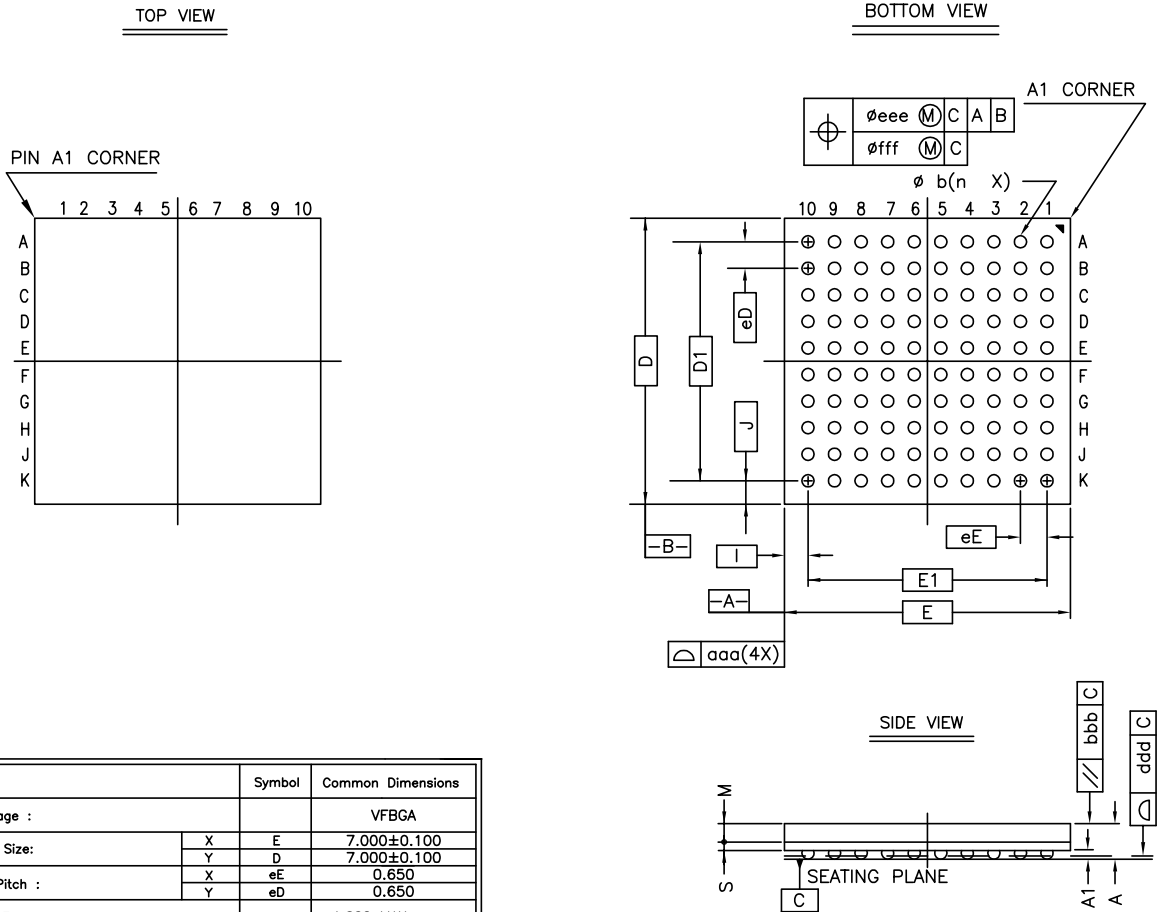 TOP VIEW
BOTTOM VIEW
A1 CORNER
øeee Ⓜ C A B
øfff Ⓜ C
PIN A1 CORNER
ø b(n X)
1 2 3 4 5 6 7 8 9 10
10 9 8 7 6 5 4 3 2 1
A
B
C
D
E
F
G
H
J
K
A
B
C
D
E
F
G
H
J
K
eD
D
D1
J
-B-
I
eE
E1
-A-
E
aaa(4X)
SIDE VIEW
// bbb C
ddd C
M
S
SEATING PLANE
C
A1
A
Symbol Common Dimensions
age : VFBGA
Size: X E 7.000±0.100
Y D 7.000±0.100
Pitch : X eE 0.650
Y eD 0.650